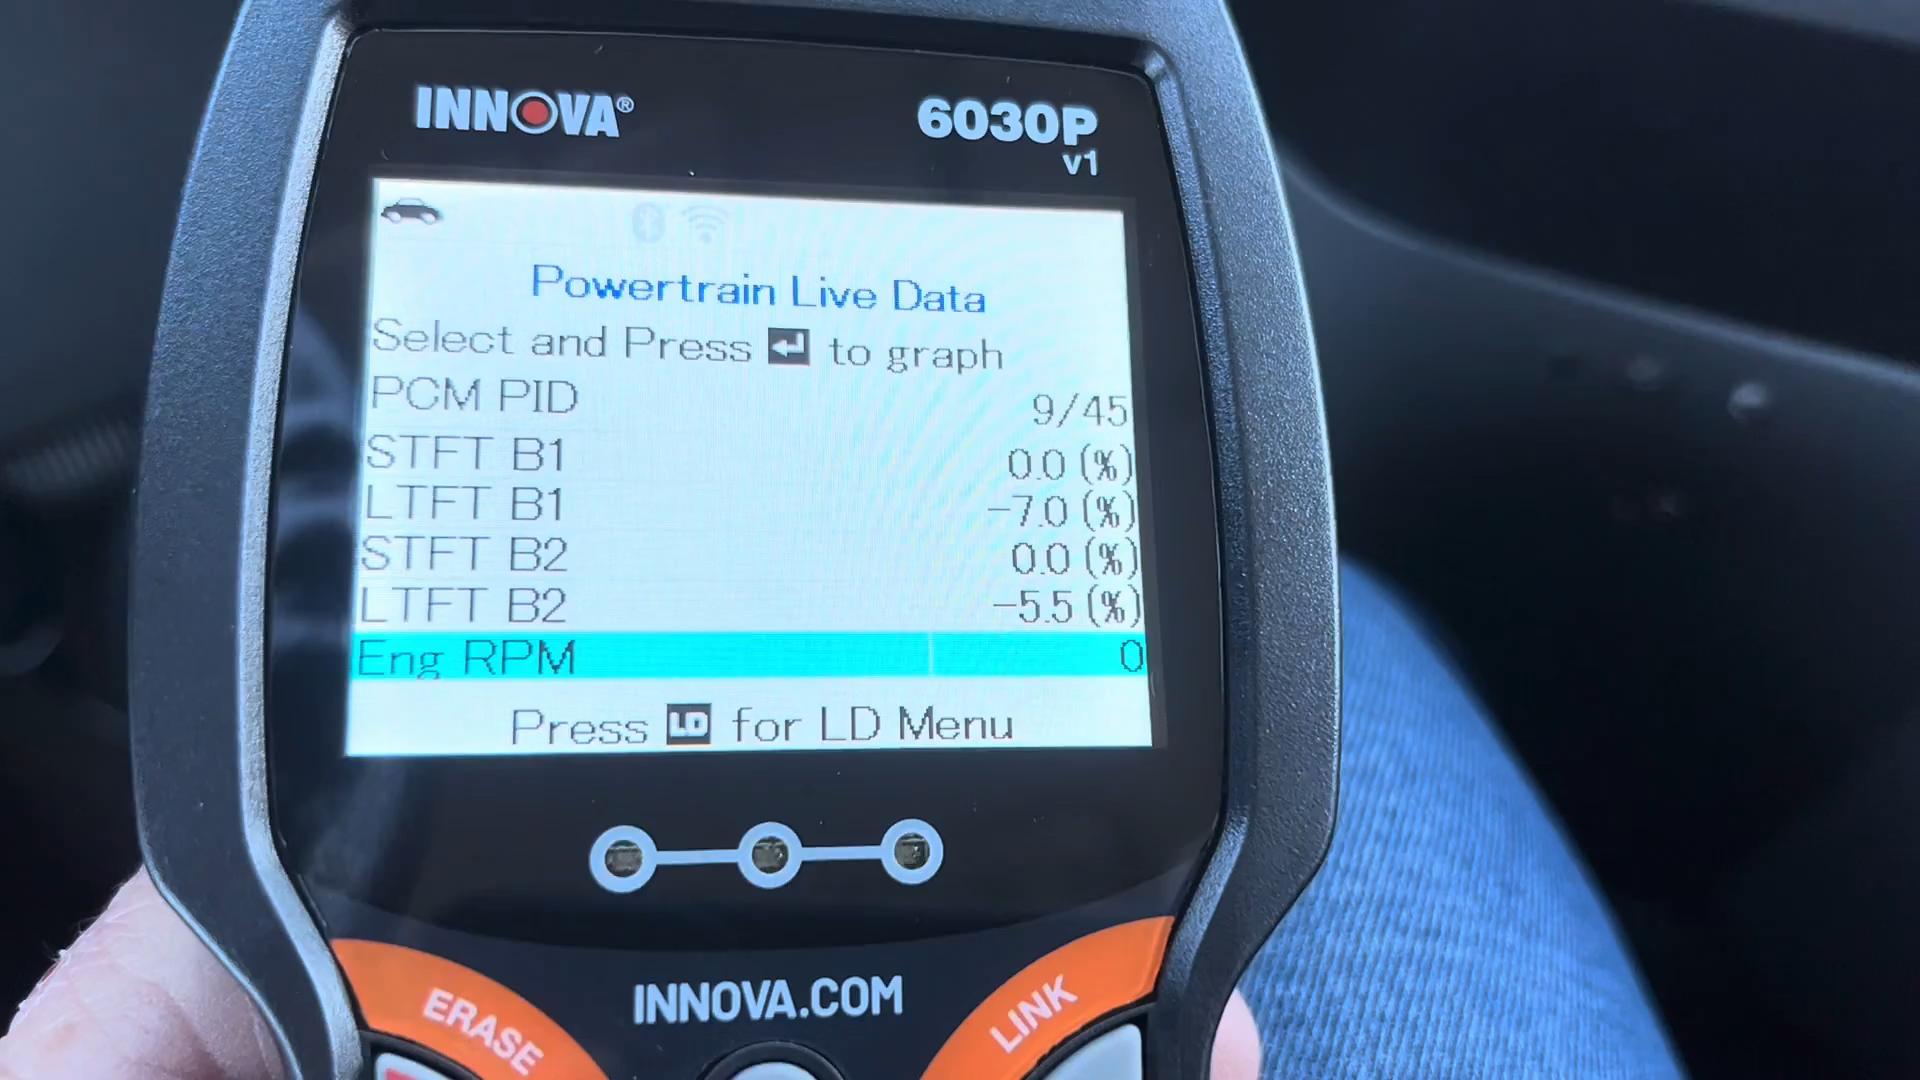 INNOVA®
6030P
v1
Powertrain Live Data
Select and Press to graph
PCM PID 9/45
STFT B1 0.0 (%)
LTFT B1 -7.0 (%)
STFT B2 0.0 (%)
LTFT B2 -5.5 (%)
Eng RPM 0
Press LD for LD Menu
INNOVA.COM
ERASE
LINK